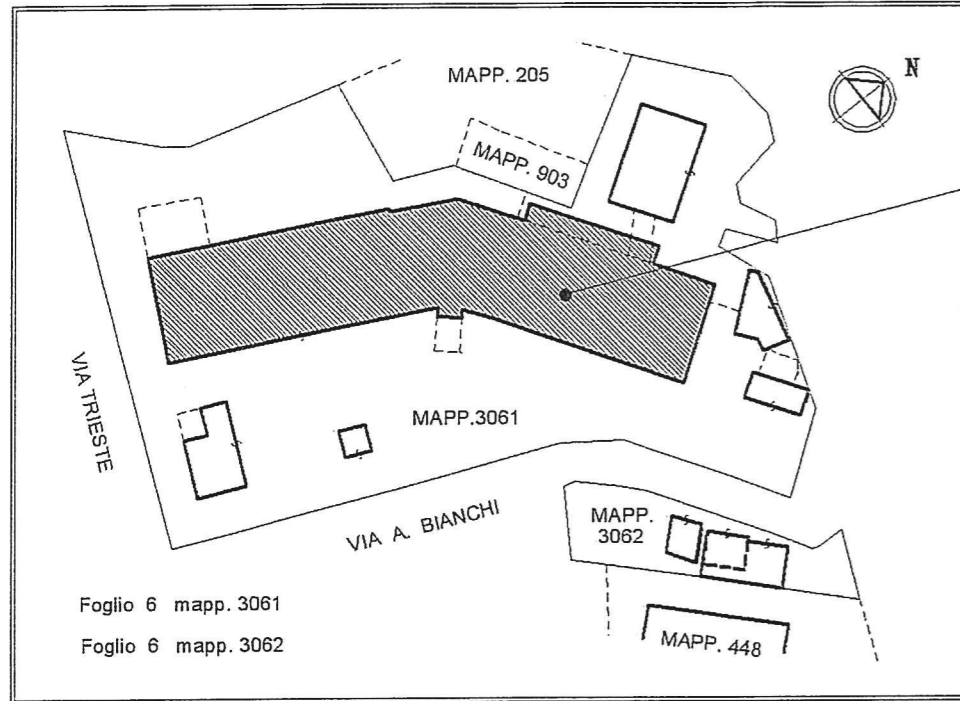 MAPP. 205
N
MAPP. 903
VIA TRIESTE
MAPP.3061
VIA A. BIANCHI
MAPP.
3062
Foglio 6 mapp. 3061
Foglio 6 mapp. 3062
MAPP. 448